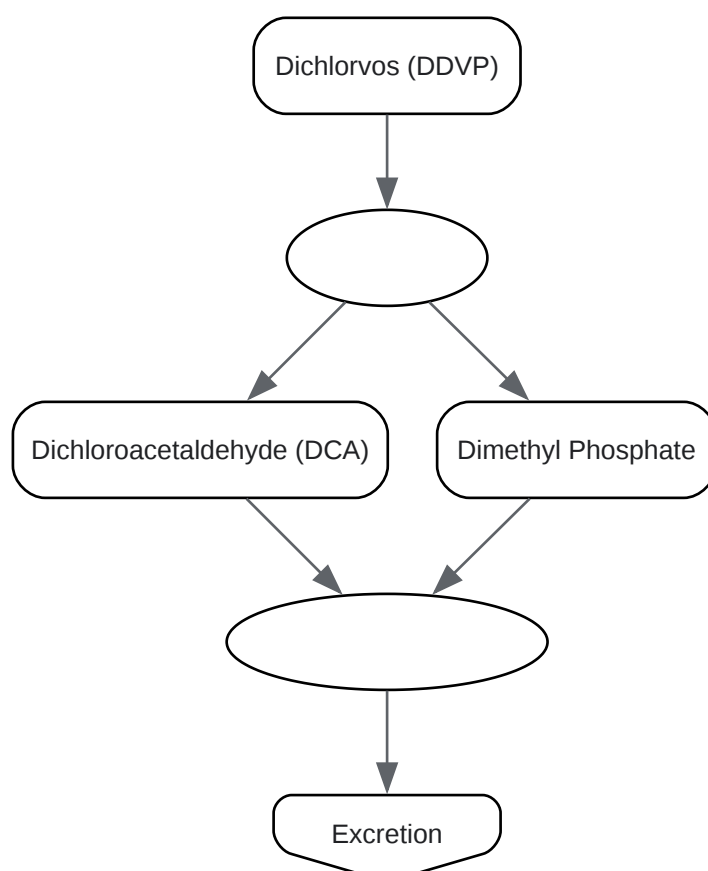 Dichlorvos (DDVP)
Dichloroacetaldehyde (DCA)
Dimethyl Phosphate
Excretion